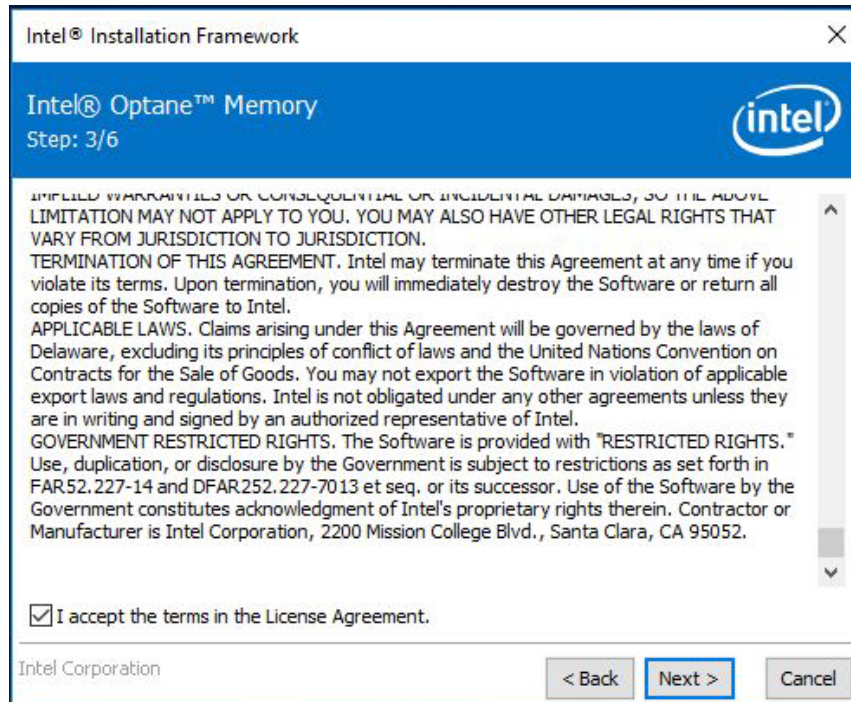 Intel® Installation Framework
Intel® Optane™ Memory
Step: 3/6
intel
IMPLIED WARRANTIES OR CONSEQUENTIAL OR INCIDENTAL DAMAGES, SO THE ABOVE
LIMITATION MAY NOT APPLY TO YOU. YOU MAY ALSO HAVE OTHER LEGAL RIGHTS THAT
VARY FROM JURISDICTION TO JURISDICTION.
TERMINATION OF THIS AGREEMENT. Intel may terminate this Agreement at any time if you
violate its terms. Upon termination, you will immediately destroy the Software or return all
copies of the Software to Intel.
APPLICABLE LAWS. Claims arising under this Agreement will be governed by the laws of
Delaware, excluding its principles of conflict of laws and the United Nations Convention on
Contracts for the Sale of Goods. You may not export the Software in violation of applicable
export laws and regulations. Intel is not obligated under any other agreements unless they
are in writing and signed by an authorized representative of Intel.
GOVERNMENT RESTRICTED RIGHTS. The Software is provided with "RESTRICTED RIGHTS."
Use, duplication, or disclosure by the Government is subject to restrictions as set forth in
FAR52.227-14 and DFAR252.227-7013 et seq. or its successor. Use of the Software by the
Government constitutes acknowledgment of Intel's proprietary rights therein. Contractor or
Manufacturer is Intel Corporation, 2200 Mission College Blvd., Santa Clara, CA 95052.
I accept the terms in the License Agreement.
Intel Corporation
< Back
Next >
Cancel